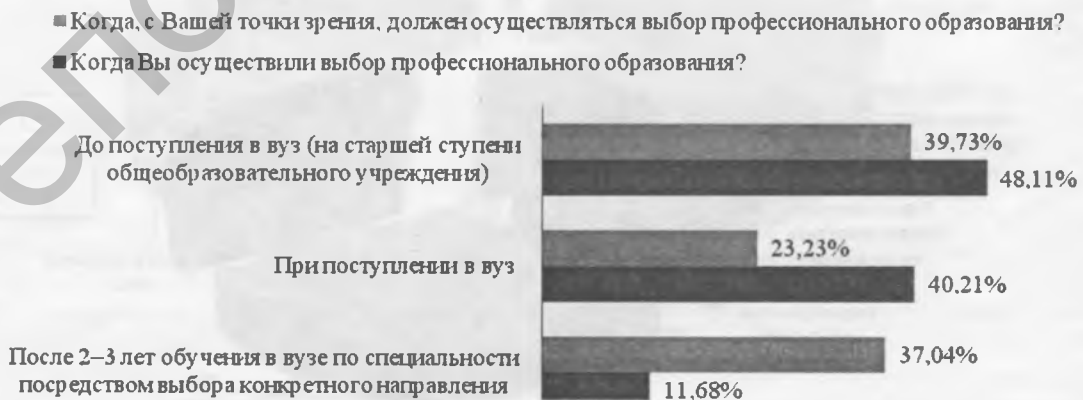 Когда, с Вашей точки зрения, должен осуществляться выбор профессионального образования?
Когда Вы осуществили выбор профессионального образования?
До поступления в вуз (на старшей ступени
общеобразовательного учреждения)
39,73%
48,11%
При поступлении в вуз
23,23%
40,21%
После 2–3 лет обучения в вузе по специальности
посредством выбора конкретного направления
37,04%
11,68%